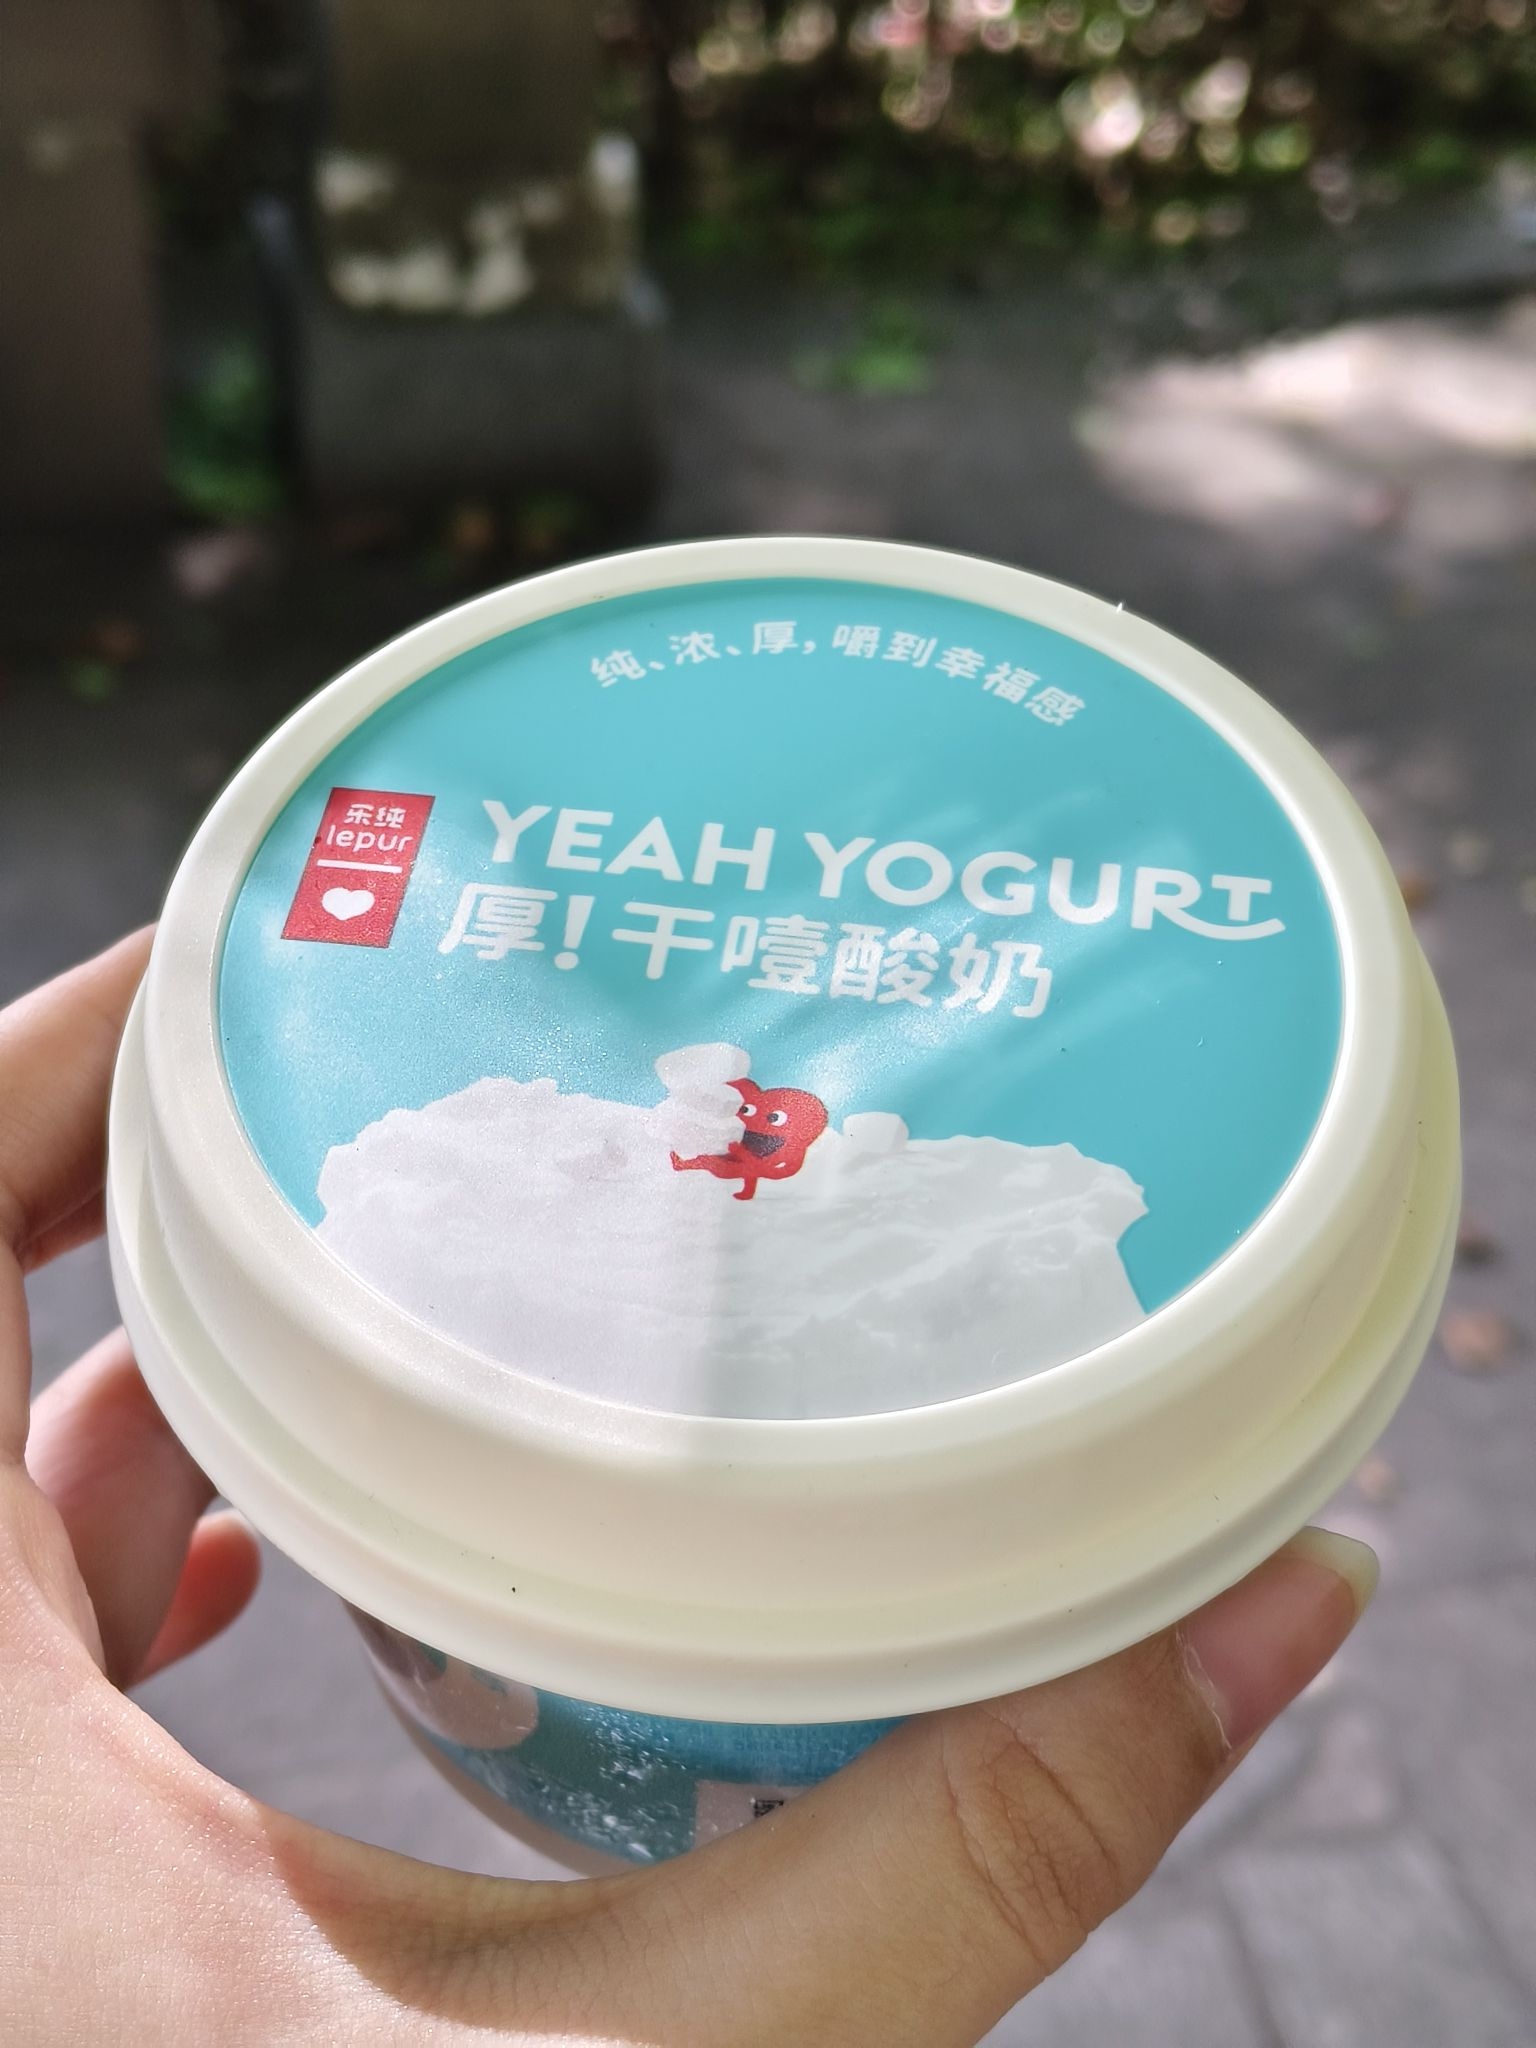 纯、浓、厚，嚼到幸福感
乐纯
lepur
YEAH YOGURT
厚！干噎酸奶